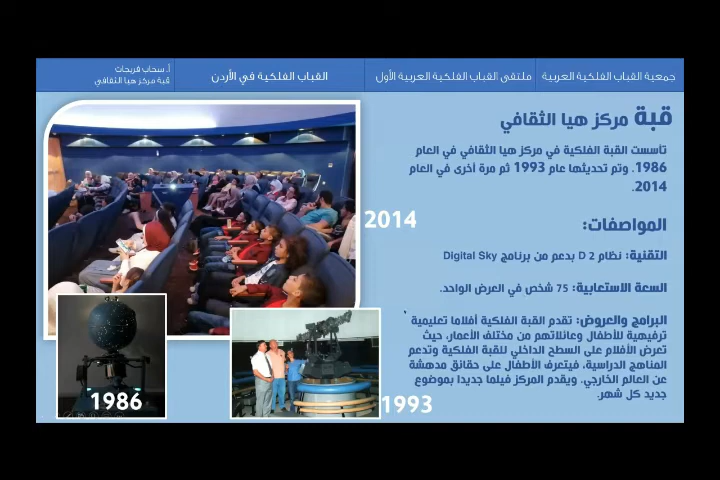 جمعية القباب الفلكية العربية
ملتقى القباب الفلكية العربية الأول
القباب الفلكية في الأردن
أ. سحاب فريحات
قبة مركز هيا الثقافي
قبة مركز هيا الثقافي
تأسست القبة الفلكية في مركز هيا الثقافي في العام
1986. وتم تحديثها عام 1993 ثم مرة أخرى في العام
2014.
المواصفات:
التقنية: نظام 2 D بدعم من برنامج Digital Sky
السعة الاستعابية: 75 شخص في العرض الواحد.
البرامج والعروض: تقدم القبة الفلكية أفلاما تعليمية
ترفيهية للأطفال وعائلاتهم من مختلف الأعمار، حيث
تعرض الأفلام على السطح الداخلي للقبة الفلكية وتدعم
المناهج الدراسية، فيتعرف الأطفال على حقائق مدهشة
عن العالم الخارجي. ويقدم المركز فيلما جديدا بموضوع
جديد كل شهر.
2014
1993
1986